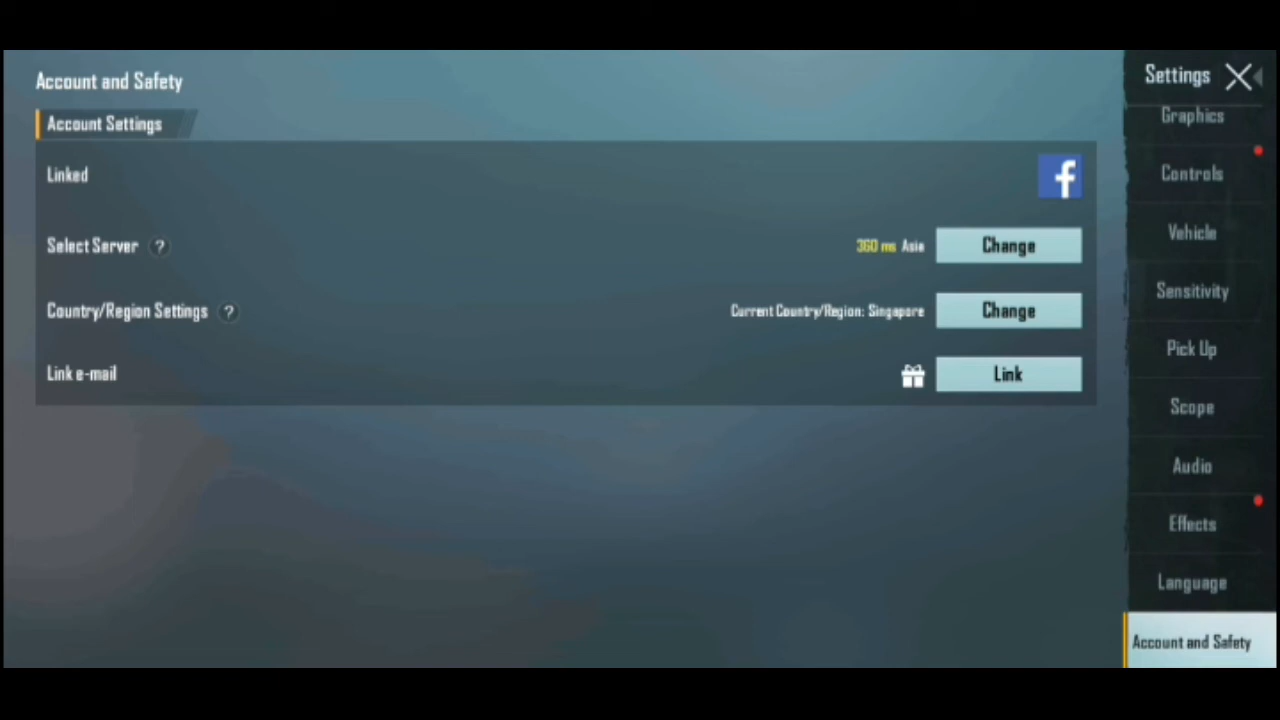 Account and Safety
Account Settings
Linked
f
Select Server ? 360 ms Asia Change
Country/Region Settings ? Current Country/Region: Singapore Change
Link e-mail Link
Settings
Graphics
Controls
Vehicle
Sensitivity
Pick Up
Scope
Audio
Effects
Language
Account and Safety